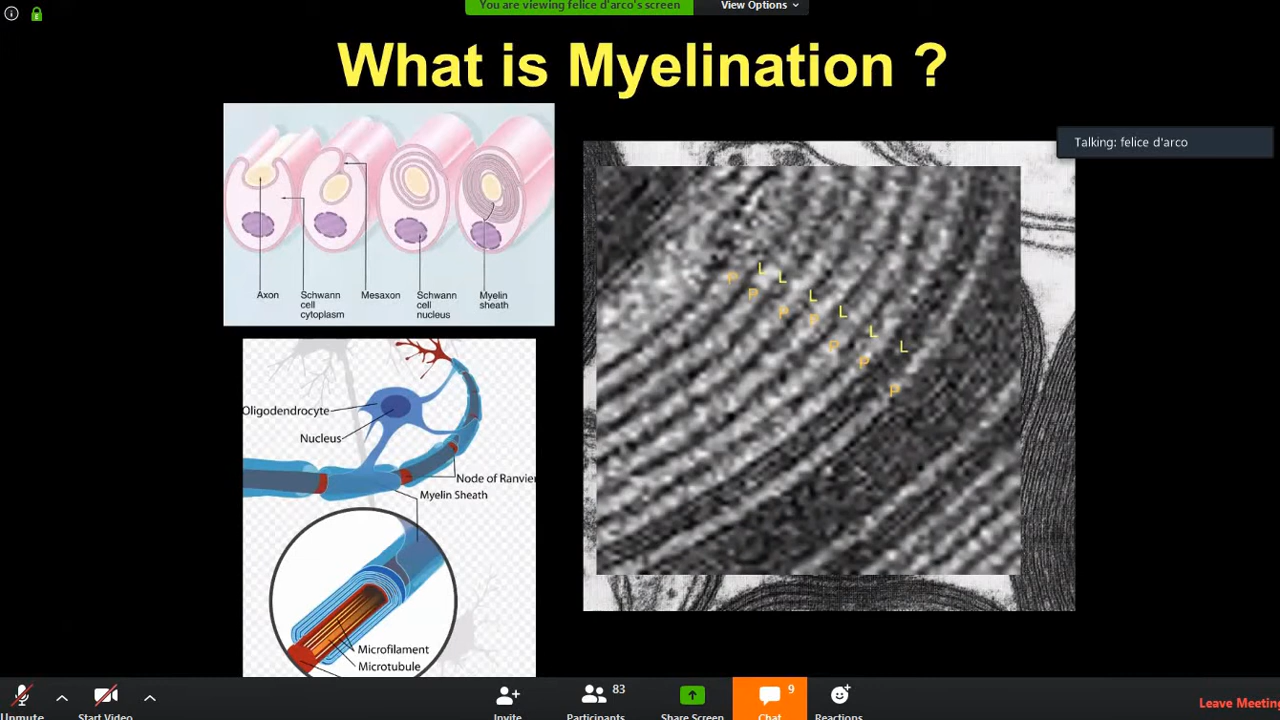 You are viewing felice d'arco's screen
View Options
What is Myelination ?
Talking: felice d'arco
Axon
Schwann
cell
cytoplasm
Mesaxon
Schwann
cell
nucleus
Myelin
sheath
L
P
L
P
L
P
P
L
L
P
L
P
P
Oligodendrocyte
Nucleus
Node of Ranvier
Myelin Sheath
Microfilament
Microtubule
Unmute
Start Video
Invite
83
Participants
Share Screen
9
Chat
Reactions
Leave Meeting